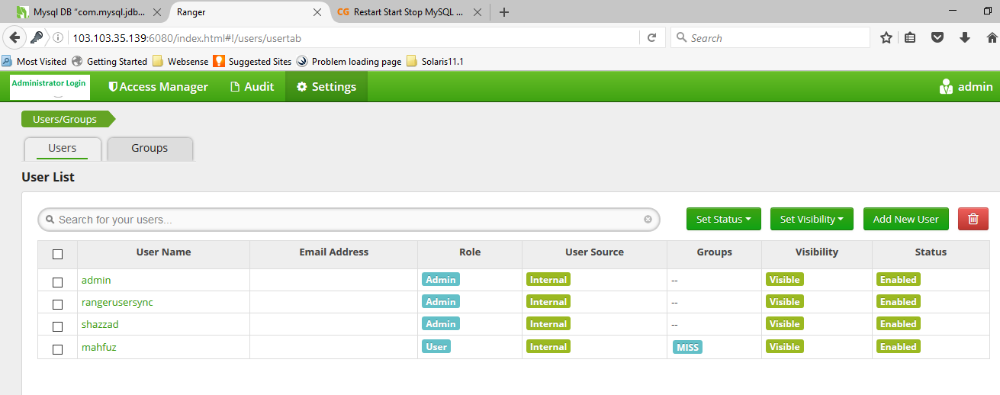 Mysql DB "com.mysql.jdb... Ranger Restart Start Stop MySQL ...
103.103.35.139:6080/index.html#!/users/usertab Search
Most Visited Getting Started Websense Suggested Sites Problem loading page Solaris11.1
Administrator Login Access Manager Audit Settings admin
Users/Groups
Users Groups
User List
Search for your users... Set Status Set Visibility Add New User
User Name Email Address Role User Source Groups Visibility Status
admin Admin Internal -- Visible Enabled
rangerusersync Admin Internal -- Visible Enabled
shazzad Admin Internal -- Visible Enabled
mahfuz User Internal MISS Visible Enabled